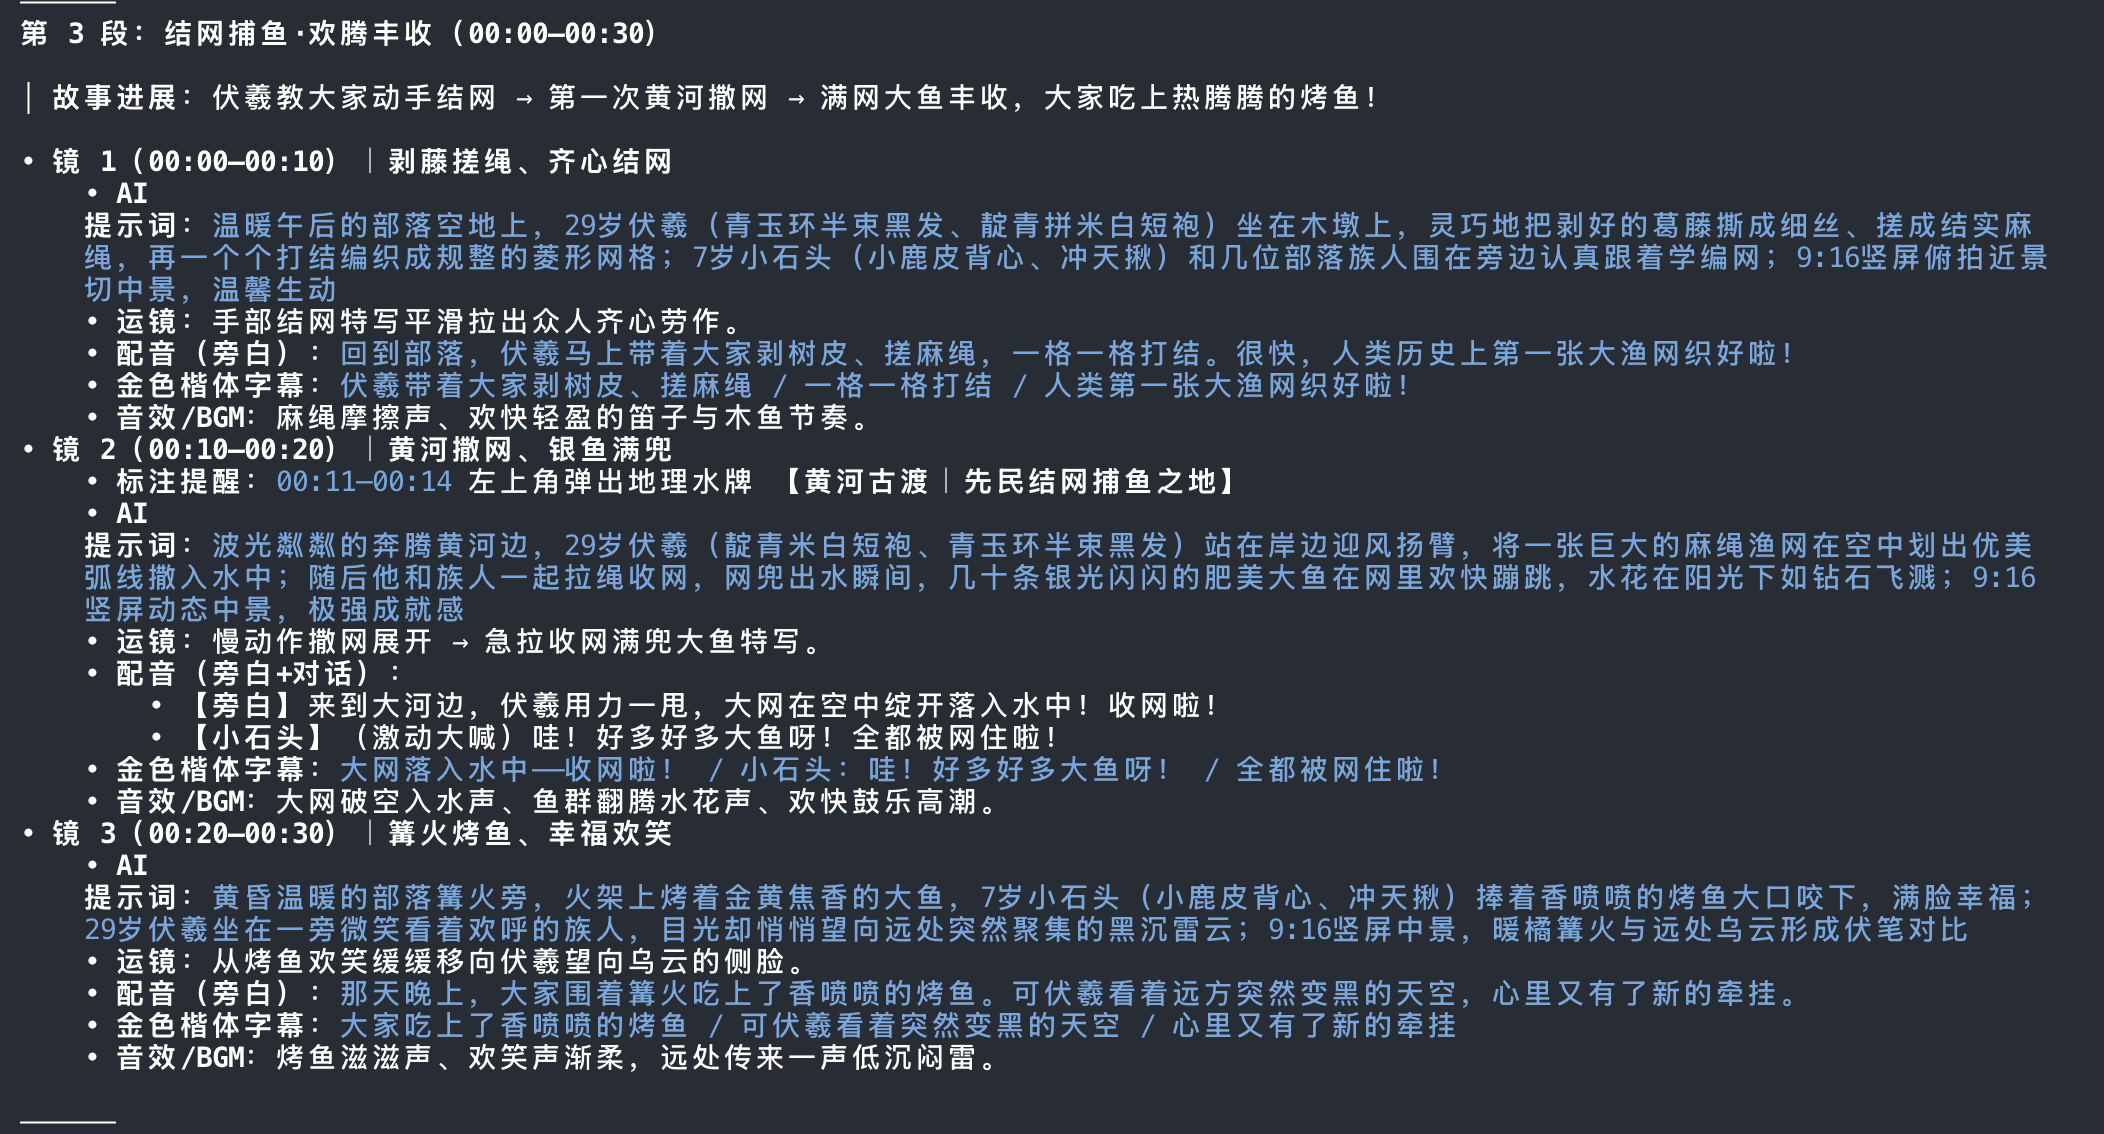 第 3 段：结网捕鱼·欢腾丰收（00:00—00:30）
│ 故事进展：伏羲教大家动手结网 → 第一次黄河撒网 → 满网大鱼丰收，大家吃上热腾腾的烤鱼！
• 镜 1（00:00—00:10）｜剥藤搓绳、齐心结网
• AI
提示词：温暖午后的部落空地上，29岁伏羲（青玉环半束黑发、靛青拼米白短袍）坐在木墩上，灵巧地把剥好的葛藤撕成细丝、搓成结实麻
绳，再一个个打结编织成规整的菱形网格；7岁小石头（小鹿皮背心、冲天揪）和几位部落族人围在旁边认真跟着学编网；9:16竖屏俯拍近景
切中景，温馨生动
• 运镜：手部结网特写平滑拉出众人齐心劳作。
• 配音（旁白）：回到部落，伏羲马上带着大家剥树皮、搓麻绳，一格一格打结。很快，人类历史上第一张大渔网织好啦！
• 金色楷体字幕：伏羲带着大家剥树皮、搓麻绳 / 一格一格打结 / 人类第一张大渔网织好啦！
• 音效/BGM：麻绳摩擦声、欢快轻盈的笛子与木鱼节奏。
• 镜 2（00:10—00:20）｜黄河撒网、银鱼满兜
• 标注提醒：00:11—00:14 左上角弹出地理水牌 【黄河古渡｜先民结网捕鱼之地】
• AI
提示词：波光粼粼的奔腾黄河边，29岁伏羲（靛青米白短袍、青玉环半束黑发）站在岸边迎风扬臂，将一张巨大的麻绳渔网在空中划出优美
弧线撒入水中；随后他和族人一起拉绳收网，网兜出水瞬间，几十条银光闪闪的肥美大鱼在网里欢快蹦跳，水花在阳光下如钻石飞溅；9:16
竖屏动态中景，极强成就感
• 运镜：慢动作撒网展开 → 急拉收网满兜大鱼特写。
• 配音（旁白+对话）：
• 【旁白】来到大河边，伏羲用力一甩，大网在空中绽开落入水中！收网啦！
• 【小石头】（激动大喊）哇！好多好多大鱼呀！全都被网住啦！
• 金色楷体字幕：大网落入水中——收网啦！ / 小石头：哇！好多好多大鱼呀！ / 全都被网住啦！
• 音效/BGM：大网破空入水声、鱼群翻腾水花声、欢快鼓乐高潮。
• 镜 3（00:20—00:30）｜篝火烤鱼、幸福欢笑
• AI
提示词：黄昏温暖的部落篝火旁，火架上烤着金黄焦香的大鱼，7岁小石头（小鹿皮背心、冲天揪）捧着香喷喷的烤鱼大口咬下，满脸幸福；
29岁伏羲坐在一旁微笑看着欢呼的族人，目光却悄悄望向远处突然聚集的黑沉雷云；9:16竖屏中景，暖橘篝火与远处乌云形成伏笔对比
• 运镜：从烤鱼欢笑缓缓移向伏羲望向乌云的侧脸。
• 配音（旁白）：那天晚上，大家围着篝火吃上了香喷喷的烤鱼。可伏羲看着远方突然变黑的天空，心里又有了新的牵挂。
• 金色楷体字幕：大家吃上了香喷喷的烤鱼 / 可伏羲看着突然变黑的天空 / 心里又有了新的牵挂
• 音效/BGM：烤鱼滋滋声、欢笑声渐柔，远处传来一声低沉闷雷。